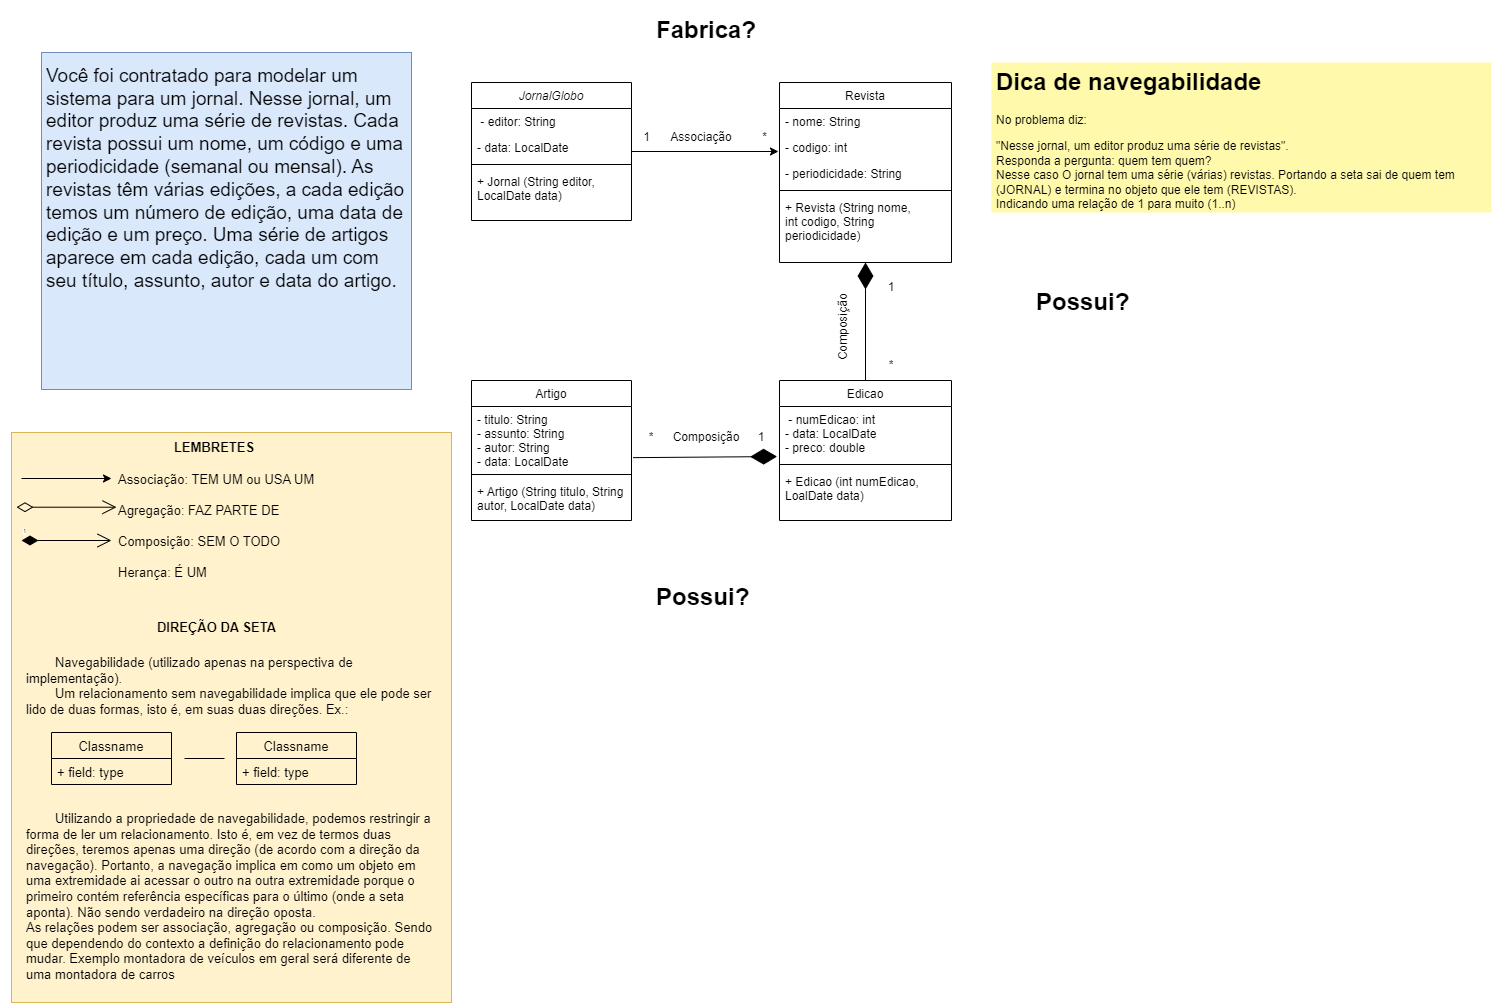 Fabrica?
Você foi contratado para modelar um
sistema para um jornal. Nesse jornal, um
editor produz uma série de revistas. Cada
revista possui um nome, um código e uma
periodicidade (semanal ou mensal). As
revistas têm várias edições, a cada edição
temos um número de edição, uma data de
edição e um preço. Uma série de artigos
aparece em cada edição, cada um com
seu título, assunto, autor e data do artigo.
JornalGlobo
- editor: String
- data: LocalDate
+ Jornal (String editor,
LocalDate data)
1
Associação
*
Revista
- nome: String
- codigo: int
- periodicidade: String
+ Revista (String nome,
int codigo, String
periodicidade)
Dica de navegabilidade
No problema diz:
"Nesse jornal, um editor produz uma série de revistas".
Responda a pergunta: quem tem quem?
Nesse caso O jornal tem uma série (várias) revistas. Portando a seta sai de quem tem
(JORNAL) e termina no objeto que ele tem (REVISTAS).
Indicando uma relação de 1 para muito (1..n)
1
Composição
*
Possui?
Artigo
- titulo: String
- assunto: String
- autor: String
- data: LocalDate
+ Artigo (String titulo, String
autor, LocalDate data)
*
Composição
1
Edicao
- numEdicao: int
- data: LocalDate
- preco: double
+ Edicao (int numEdicao,
LoalDate data)
Possui?
LEMBRETES
Associação: TEM UM ou USA UM
Agregação: FAZ PARTE DE
1
Composição: SEM O TODO
Herança: É UM
DIREÇÃO DA SETA
Navegabilidade (utilizado apenas na perspectiva de
implementação).
Um relacionamento sem navegabilidade implica que ele pode ser
lido de duas formas, isto é, em suas duas direções. Ex.:
Classname
+ field: type
Classname
+ field: type
Utilizando a propriedade de navegabilidade, podemos restringir a
forma de ler um relacionamento. Isto é, em vez de termos duas
direções, teremos apenas uma direção (de acordo com a direção da
navegação). Portanto, a navegação implica em como um objeto em
uma extremidade ai acessar o outro na outra extremidade porque o
primeiro contém referência específicas para o último (onde a seta
aponta). Não sendo verdadeiro na direção oposta.
As relações podem ser associação, agregação ou composição. Sendo
que dependendo do contexto a definição do relacionamento pode
mudar. Exemplo montadora de veículos em geral será diferente de
uma montadora de carros